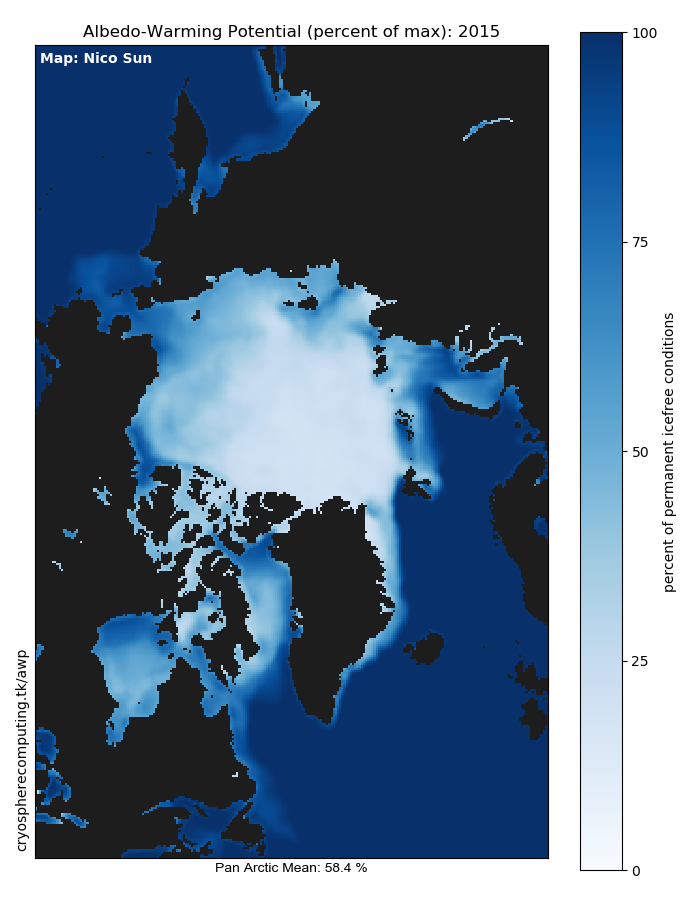 Albedo-Warming Potential (percent of max): 2015
Map: Nico Sun
100
75
50
25
0
percent of permanent icefree conditions
cryospherecomputing.tk/awp
Pan Arctic Mean: 58.4 %